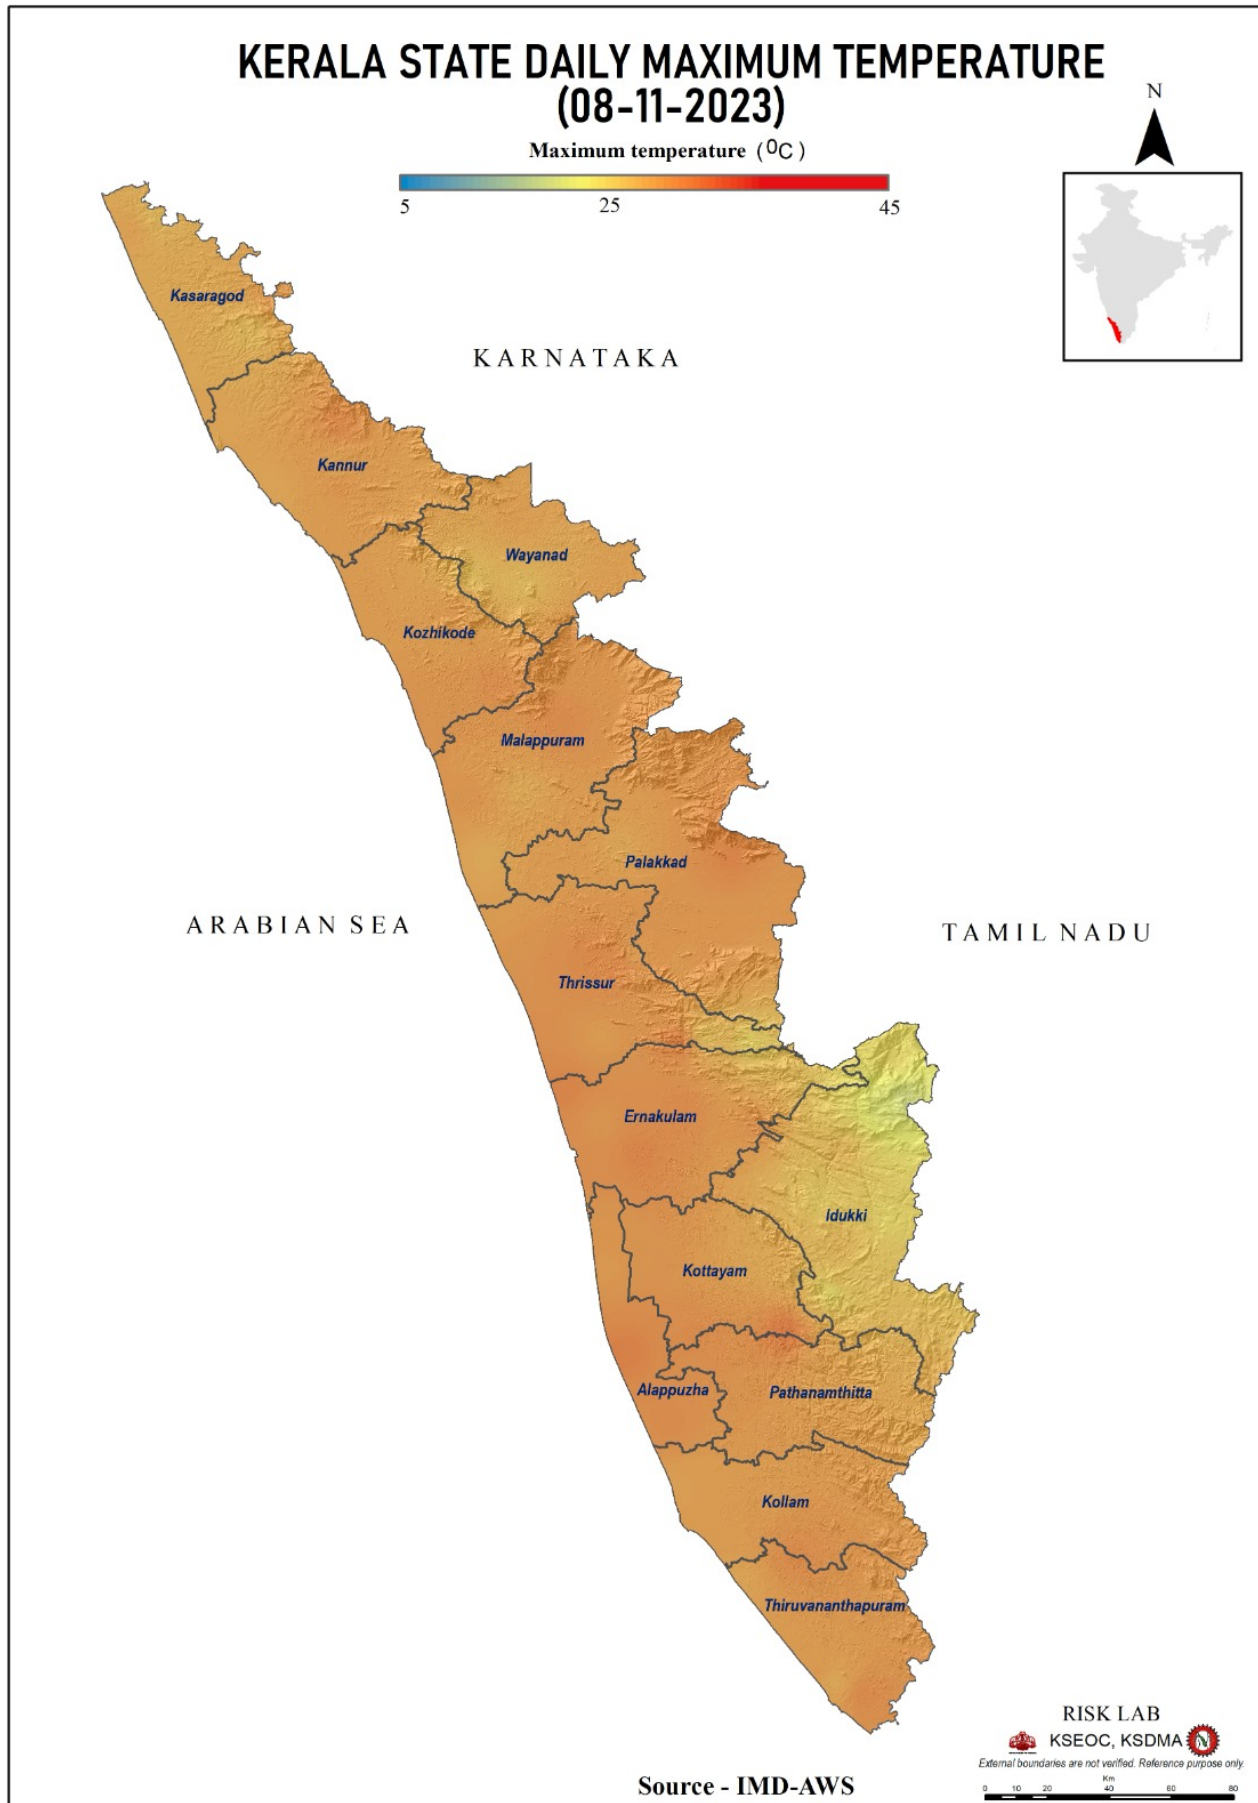 KERALA STATE DAILY MAXIMUM TEMPERATURE
(08-11-2023)
N
Maximum temperature (⁰C)
5 25 45
Kasaragod
KARNATAKA
Kannur
Wayanad
Kozhikode
Malappuram
Palakkad
ARABIAN SEA
TAMIL NADU
Thrissur
Ernakulam
Idukki
Kottayam
Alappuzha
Pathanamthitta
Kollam
Thiruvananthapuram
RISK LAB
KSEOC, KSDMA
External boundaries are not verified. Reference purpose only.
Km
0 10 20 40 60 80
Source - IMD-AWS